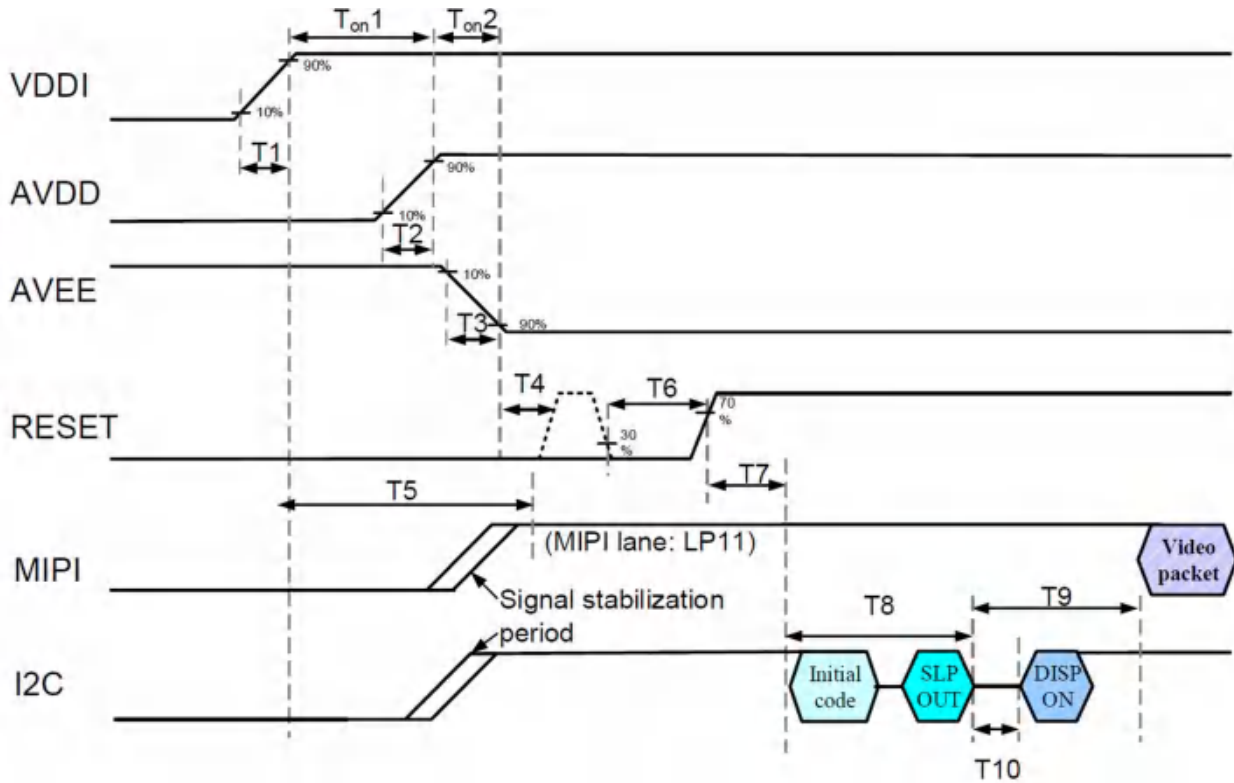 Ton1 Ton2
VDDI
90%
10%
T1
AVDD
90%
10%
T2
AVEE
10%
90%
T3
T4
T6
RESET
70
%
30
%
T7
T5
MIPI
(MIPI lane: LP11)
Video
packet
Signal stabilization
period
T8
T9
I2C
Initial
code
SLP
OUT
DISP
ON
T10